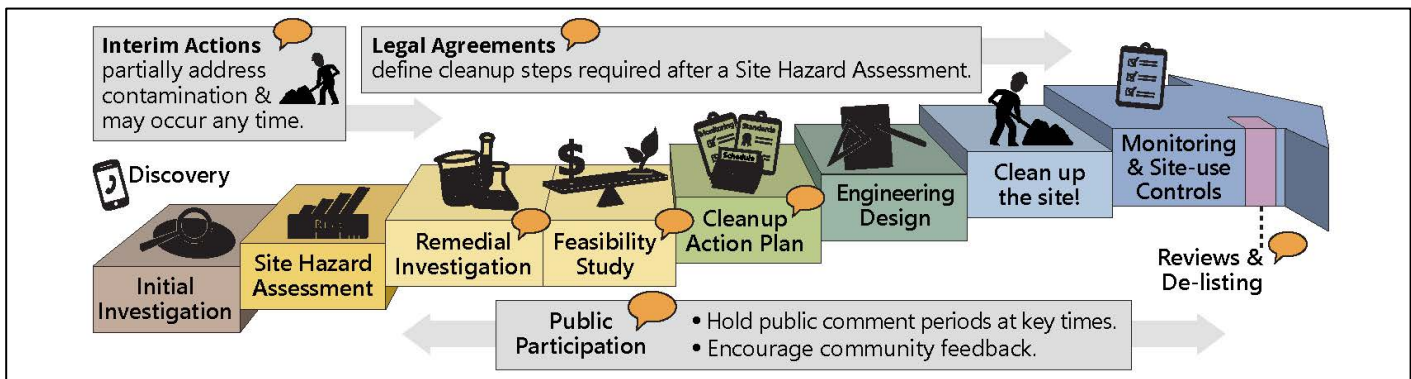 Interim Actions
partially address
contamination &
may occur any time.
Legal Agreements
define cleanup steps required after a Site Hazard Assessment.
Discovery
Initial
Investigation
Site Hazard
Assessment
Remedial
Investigation
$
Feasibility
Study
Monitoring
Standards
Schedule
Cleanup
Action Plan
Engineering
Design
Clean up
the site!
Monitoring
& Site-use
Controls
Reviews &
De-listing
Public
Participation
• Hold public comment periods at key times.
• Encourage community feedback.